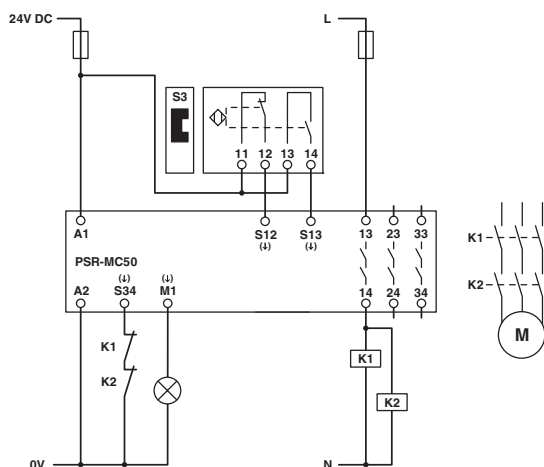 24V DC
L
S3
11 12 13 14
A1 S12 S13 13 23 33
(↓) (↓)
PSR-MC50
(↓) (↓)
A2 S34 M1 14 24 34
K1
K2
M
K1
K2
K1
K2
0V
N